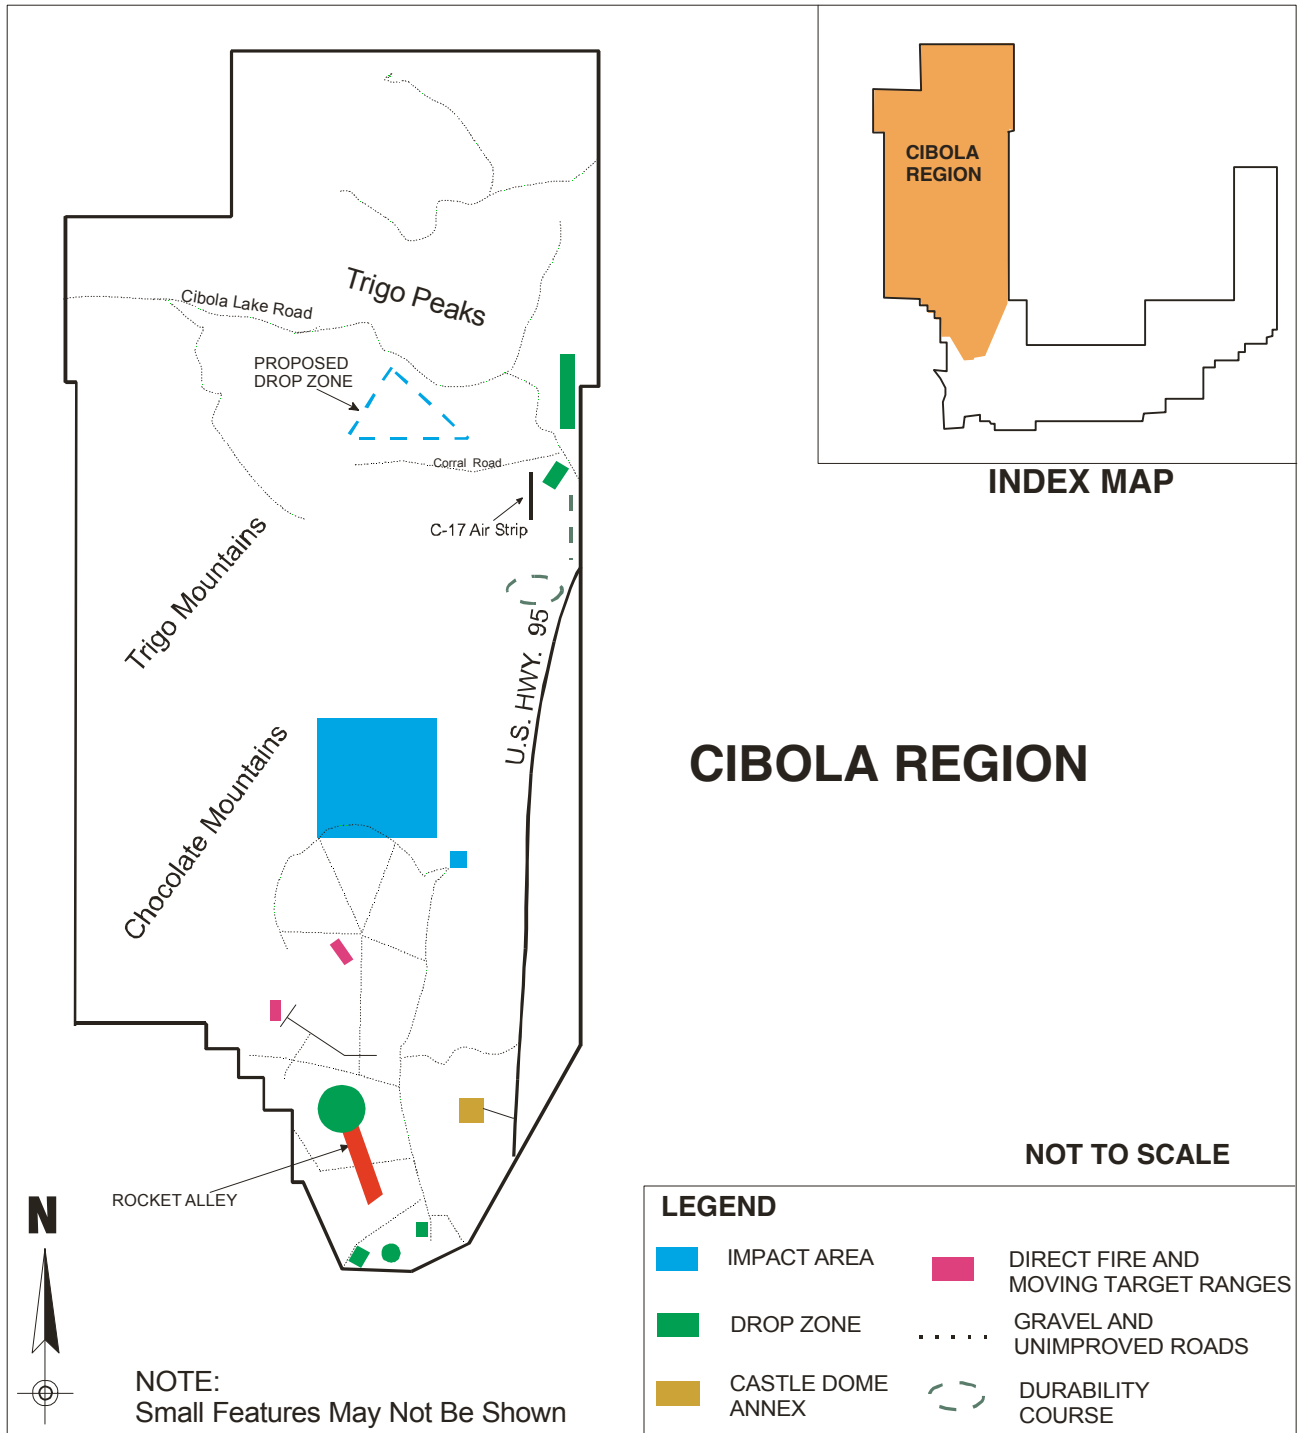 CIBOLA
REGION
INDEX MAP
Trigo Peaks
Cibola Lake Road
PROPOSED
DROP ZONE
Corral Road
C-17 Air Strip
Trigo Mountains
U.S. HWY. 95
Chocolate Mountains
CIBOLA REGION
ROCKET ALLEY
NOT TO SCALE
N
LEGEND
IMPACT AREA
DROP ZONE
CASTLE DOME
ANNEX
DIRECT FIRE AND
MOVING TARGET RANGES
GRAVEL AND
UNIMPROVED ROADS
DURABILITY
COURSE
NOTE:
Small Features May Not Be Shown